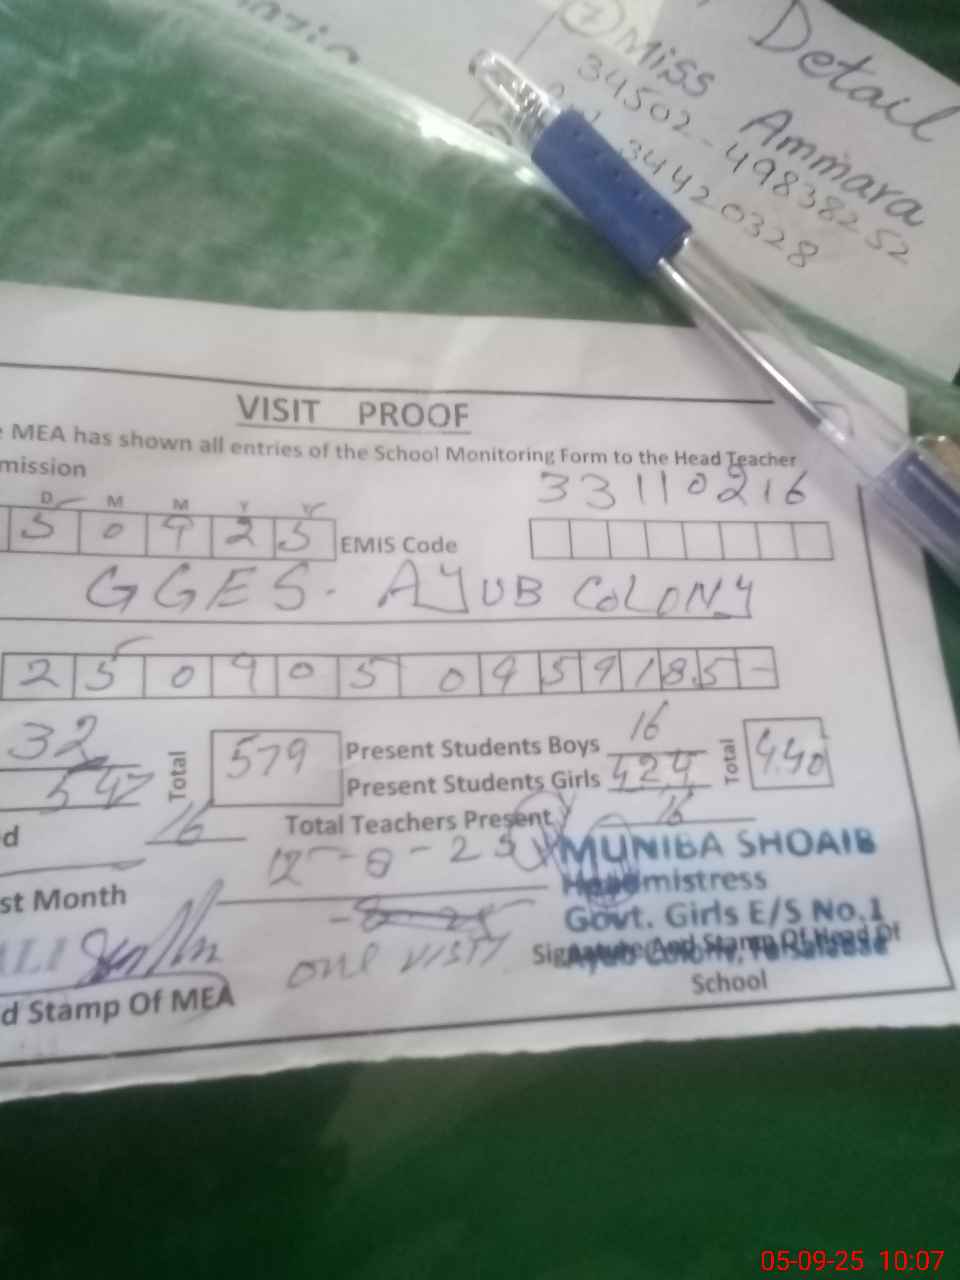 Detail
7 Miss Ammara
34502-49838252
34420328
VISIT PROOF
MEA has shown all entries of the School Monitoring Form to the Head Teacher
mission
33110216
D M M Y Y
5 0 9 2 5 EMIS Code
GGES. AYUB COLONY
2 5 0 9 0 5 0 9 5 9 1 8 5 -
32 Total 579 Present Students Boys 16 Total 440
547 Present Students Girls 424
d 16 Total Teachers Present 16
12-8-25
MUNIBA SHOAIB
Headmistress
st Month
Govt. Girls E/S No.1,
ALI
one visit
Signature And Stamp Of Head Of
School
d Stamp Of MEA
05-09-25 10:07